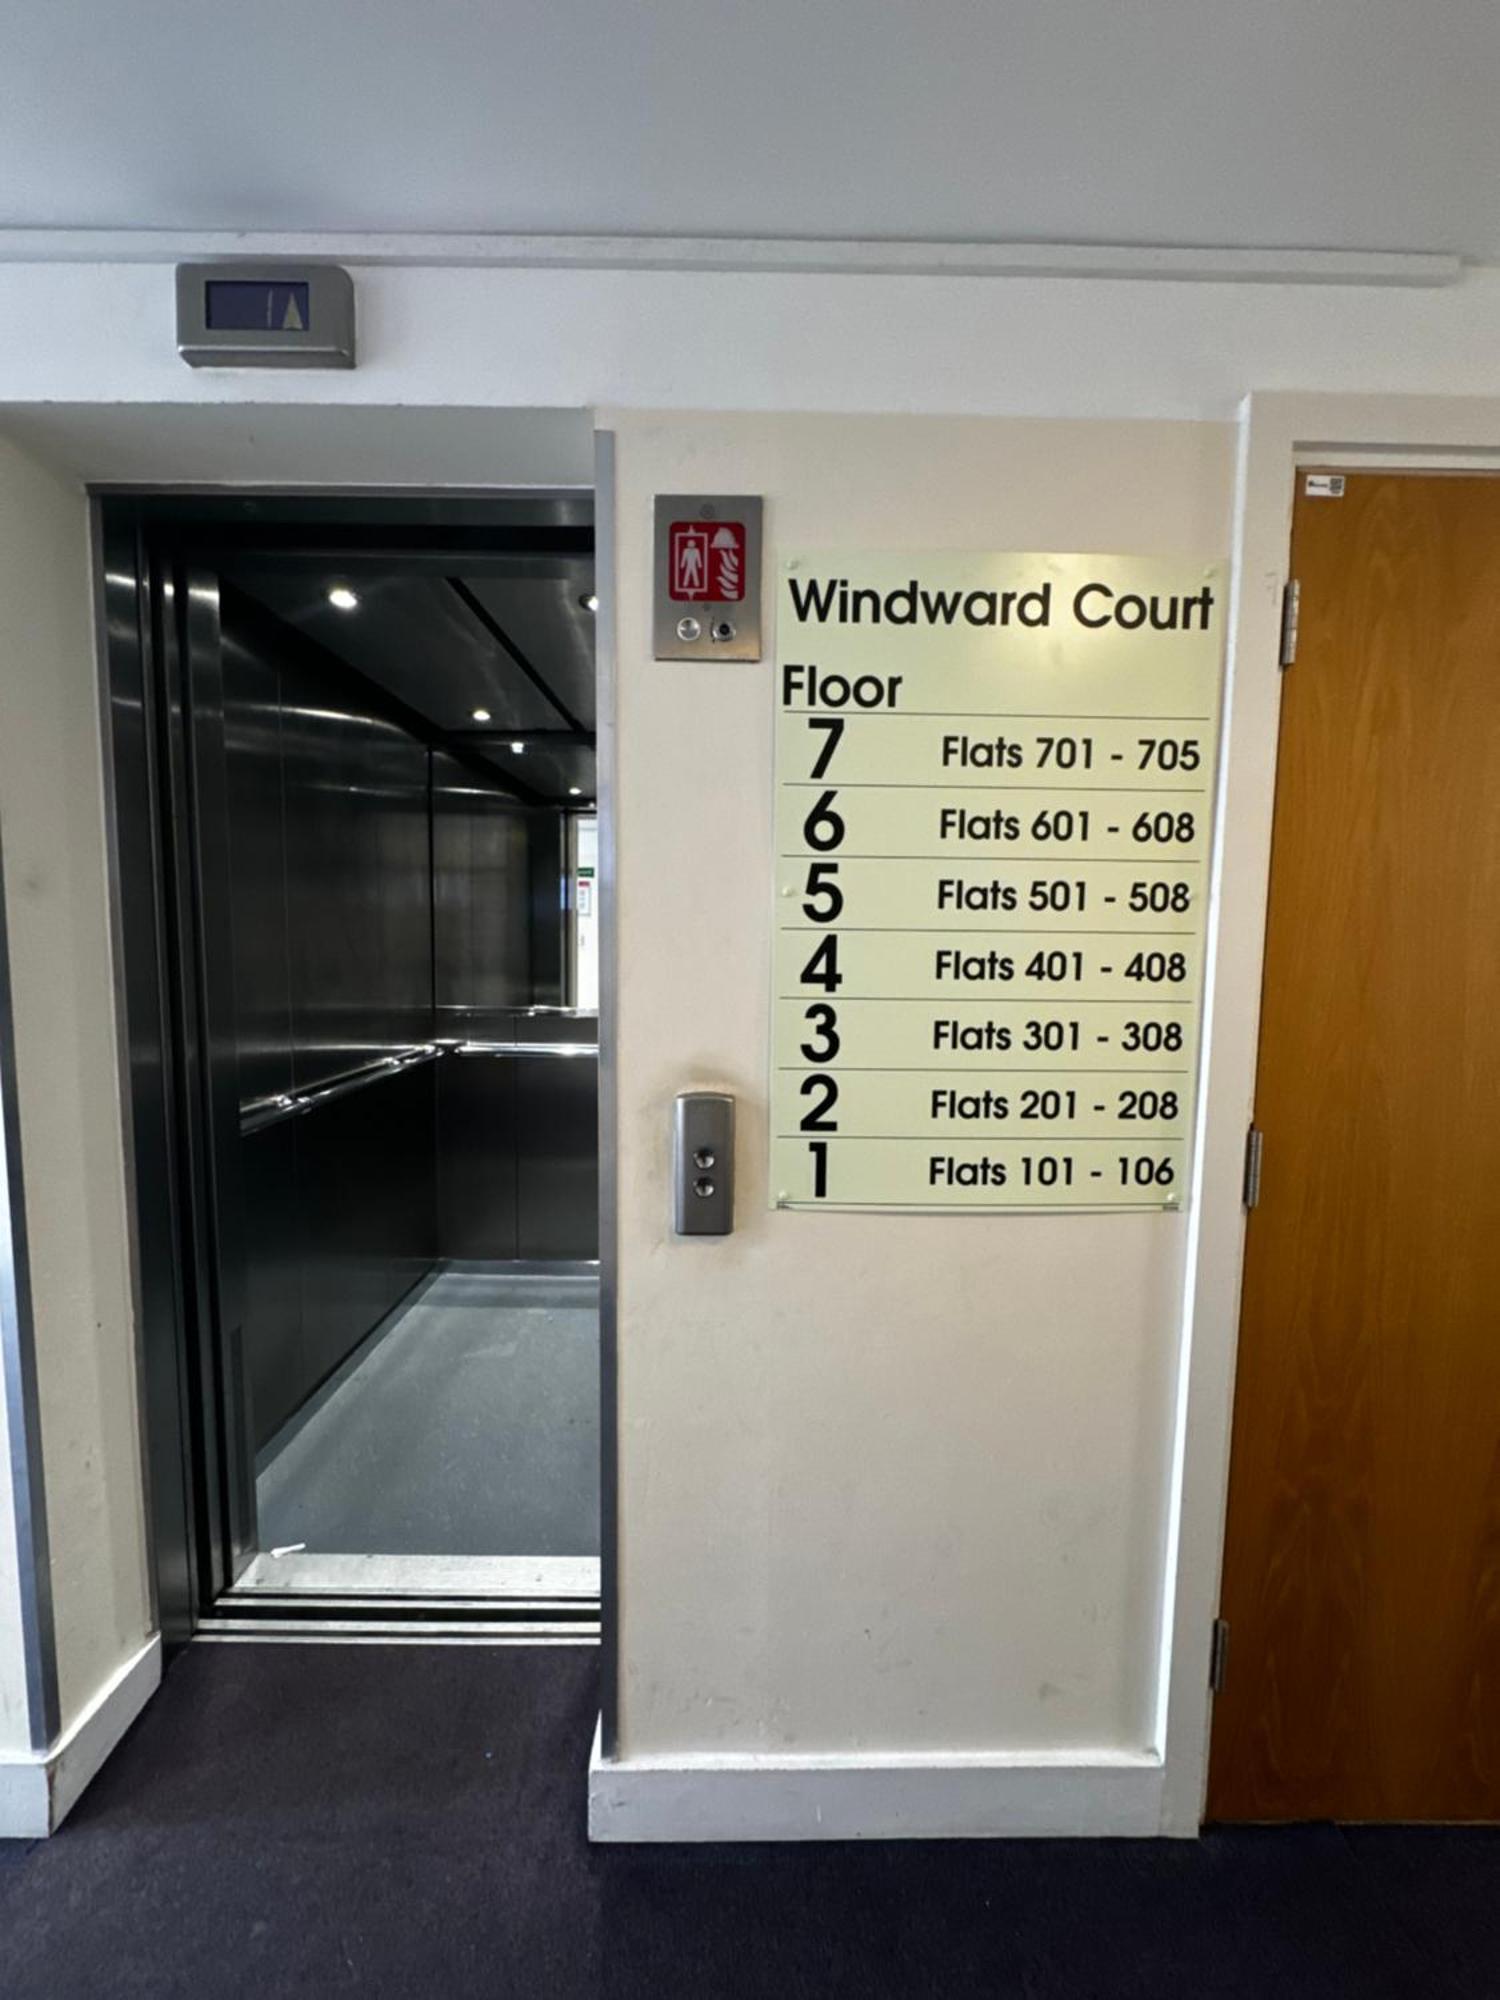 1
Windward Court
Floor
7 Flats 701 - 705
6 Flats 601 - 608
5 Flats 501 - 508
4 Flats 401 - 408
3 Flats 301 - 308
2 Flats 201 - 208
1 Flats 101 - 106